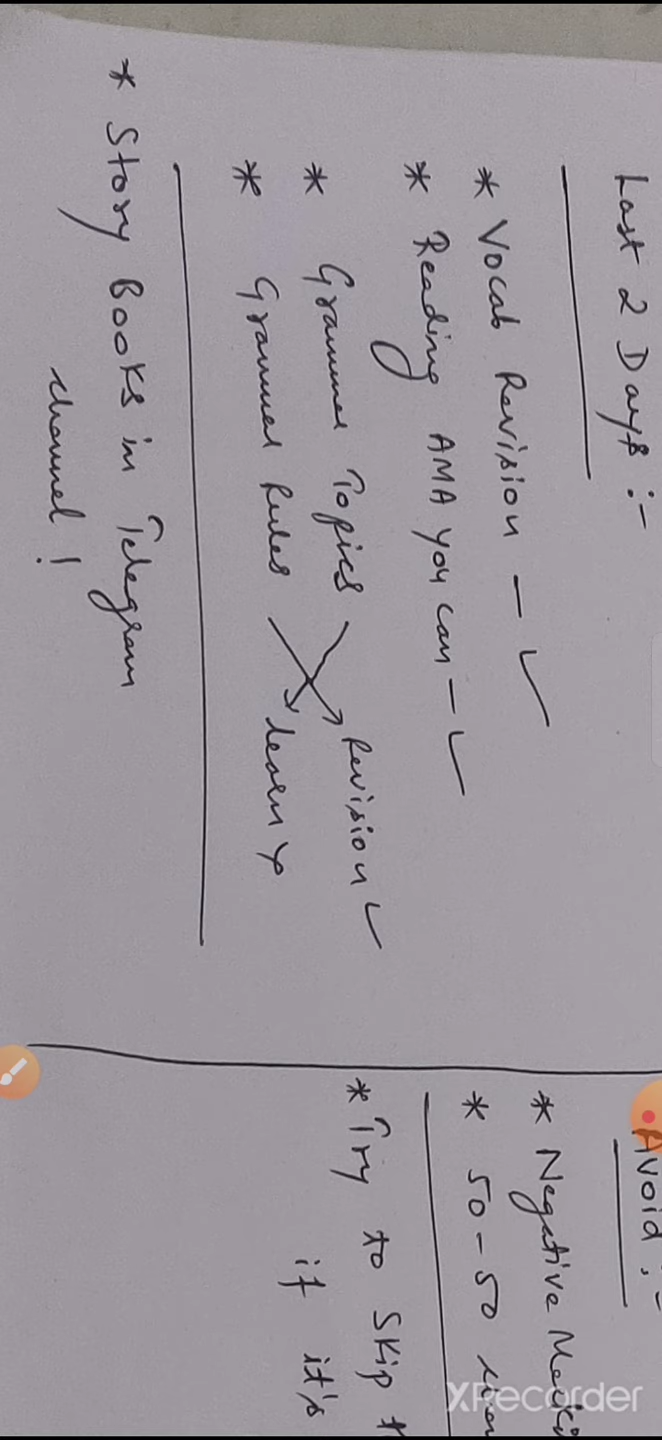 Last 2 Days :-
* Vocab Revision - ✓
* Reading AMA you can - ✓
* Grammar Topics Revision ✓
* Grammar Rules learn
* Story Books in Telegram
channel !
Avoid :-
* Negative
* 50-50
* Try to Skip
if it's
XRecorder